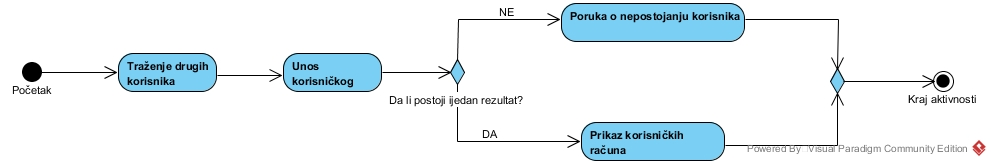 Početak
Traženje drugih
korisnika
Unos
korisničkog
Da li postoji ijedan rezultat?
NE
Poruka o nepostojanju korisnika
DA
Prikaz korisničkih
računa
Kraj aktivnosti
Powered By Visual Paradigm Community Edition